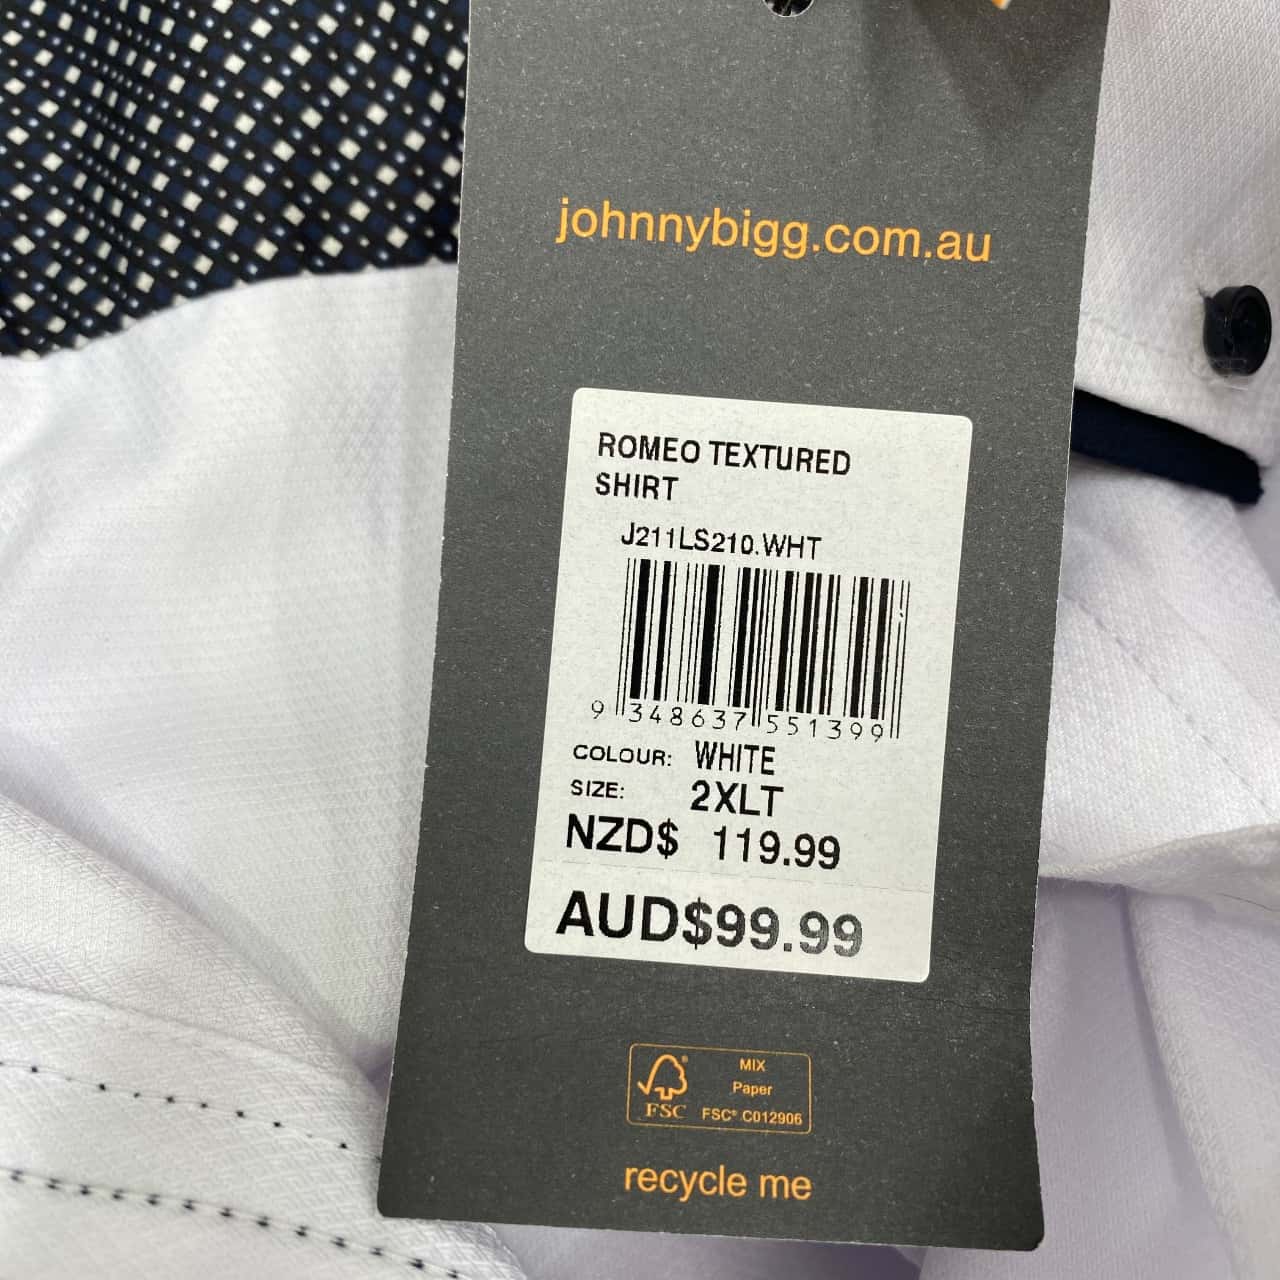 johnnybigg.com.au
ROMEO TEXTURED
SHIRT
J211LS210.WHT
9 348637 551399
COLOUR: WHITE
SIZE: 2XLT
NZD$ 119.99
AUD$99.99
MIX
Paper
FSC® C012906
FSC®
recycle me